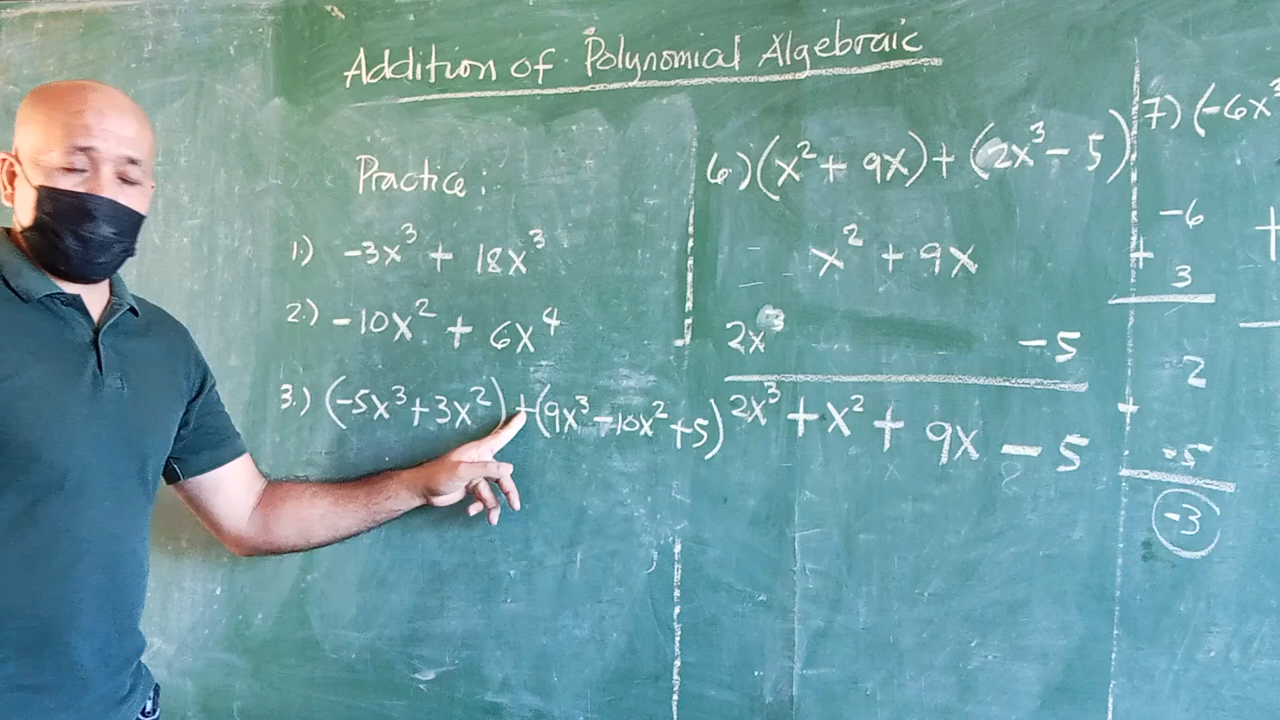 Addition of Polynomial Algebraic
Practice:
1.) -3x³ + 18x³
2.) -10x² + 6x⁴
3.) (-5x³+3x²)+(9x³-10x²+5)
6.) (x² + 9x) + (2x³ - 5)
x² + 9x
2x³ -5
2x³ + x² + 9x - 5
7) (-6x³
-6
+ 3
2
+ -5
-3
+